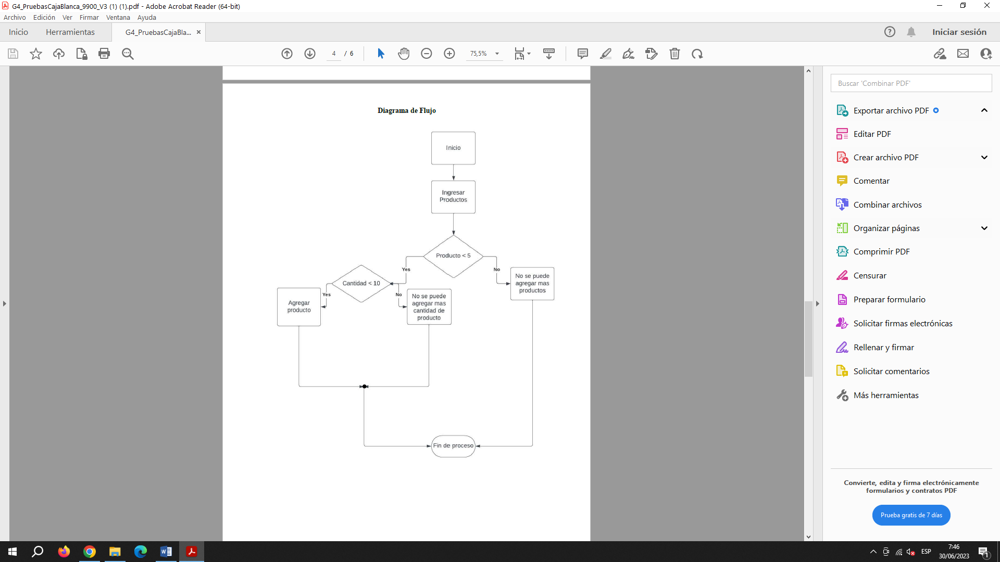 G4_PruebasCajaBlanca_9900_V3 (1) (1).pdf - Adobe Acrobat Reader (64-bit)
Archivo Edición Ver Firmar Ventana Ayuda
Inicio Herramientas G4_PruebasCajaBla... × Iniciar sesión
4 / 6 75,5%
Buscar 'Combinar PDF'
Exportar archivo PDF
Editar PDF
Crear archivo PDF
Comentar
Combinar archivos
Organizar páginas
Comprimir PDF
Censurar
Preparar formulario
Solicitar firmas electrónicas
Rellenar y firmar
Solicitar comentarios
Más herramientas
Convierte, edita y firma electrónicamente
formularios y contratos PDF
Prueba gratis de 7 días
Diagrama de Flujo
Inicio
Ingresar
Productos
Producto < 5
Yes
No
Cantidad < 10
Yes
No
Agregar
producto
No se puede
agregar mas
cantidad de
producto
No se puede
agregar mas
productos
Fin de proceso
ESP
7:46
30/06/2023
1